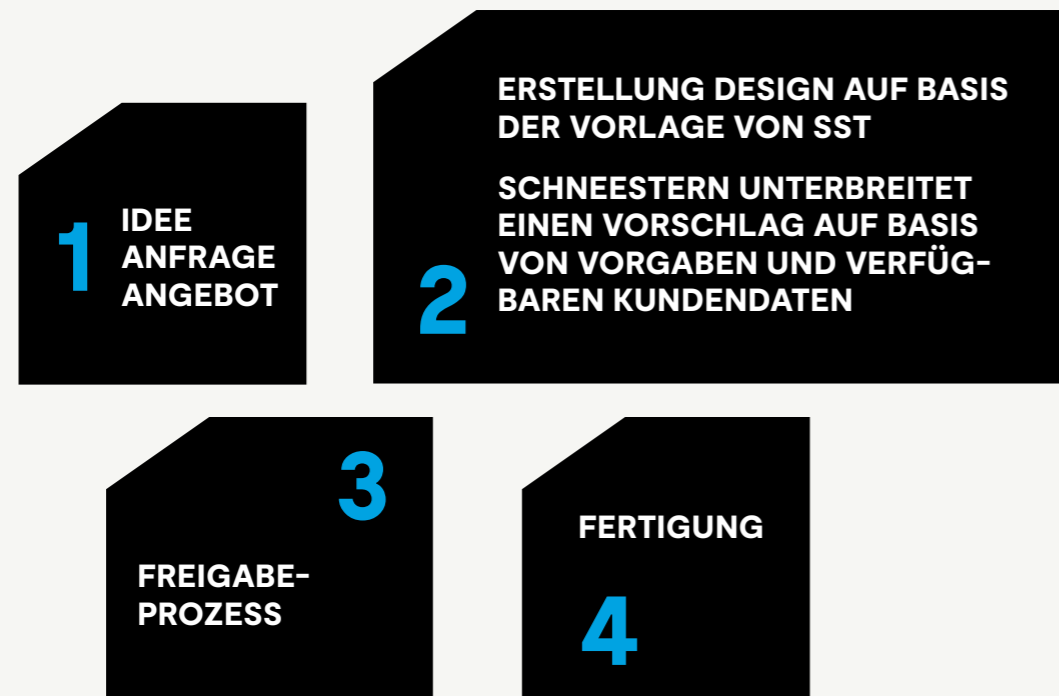 1
IDEE
ANFRAGE
ANGEBOT
2
ERSTELLUNG DESIGN AUF BASIS
DER VORLAGE VON SST
SCHNEESTERN UNTERBREITET
EINEN VORSCHLAG AUF BASIS
VON VORGABEN UND VERFÜG-
BAREN KUNDENDATEN
3
FREIGABE-
PROZESS
FERTIGUNG
4